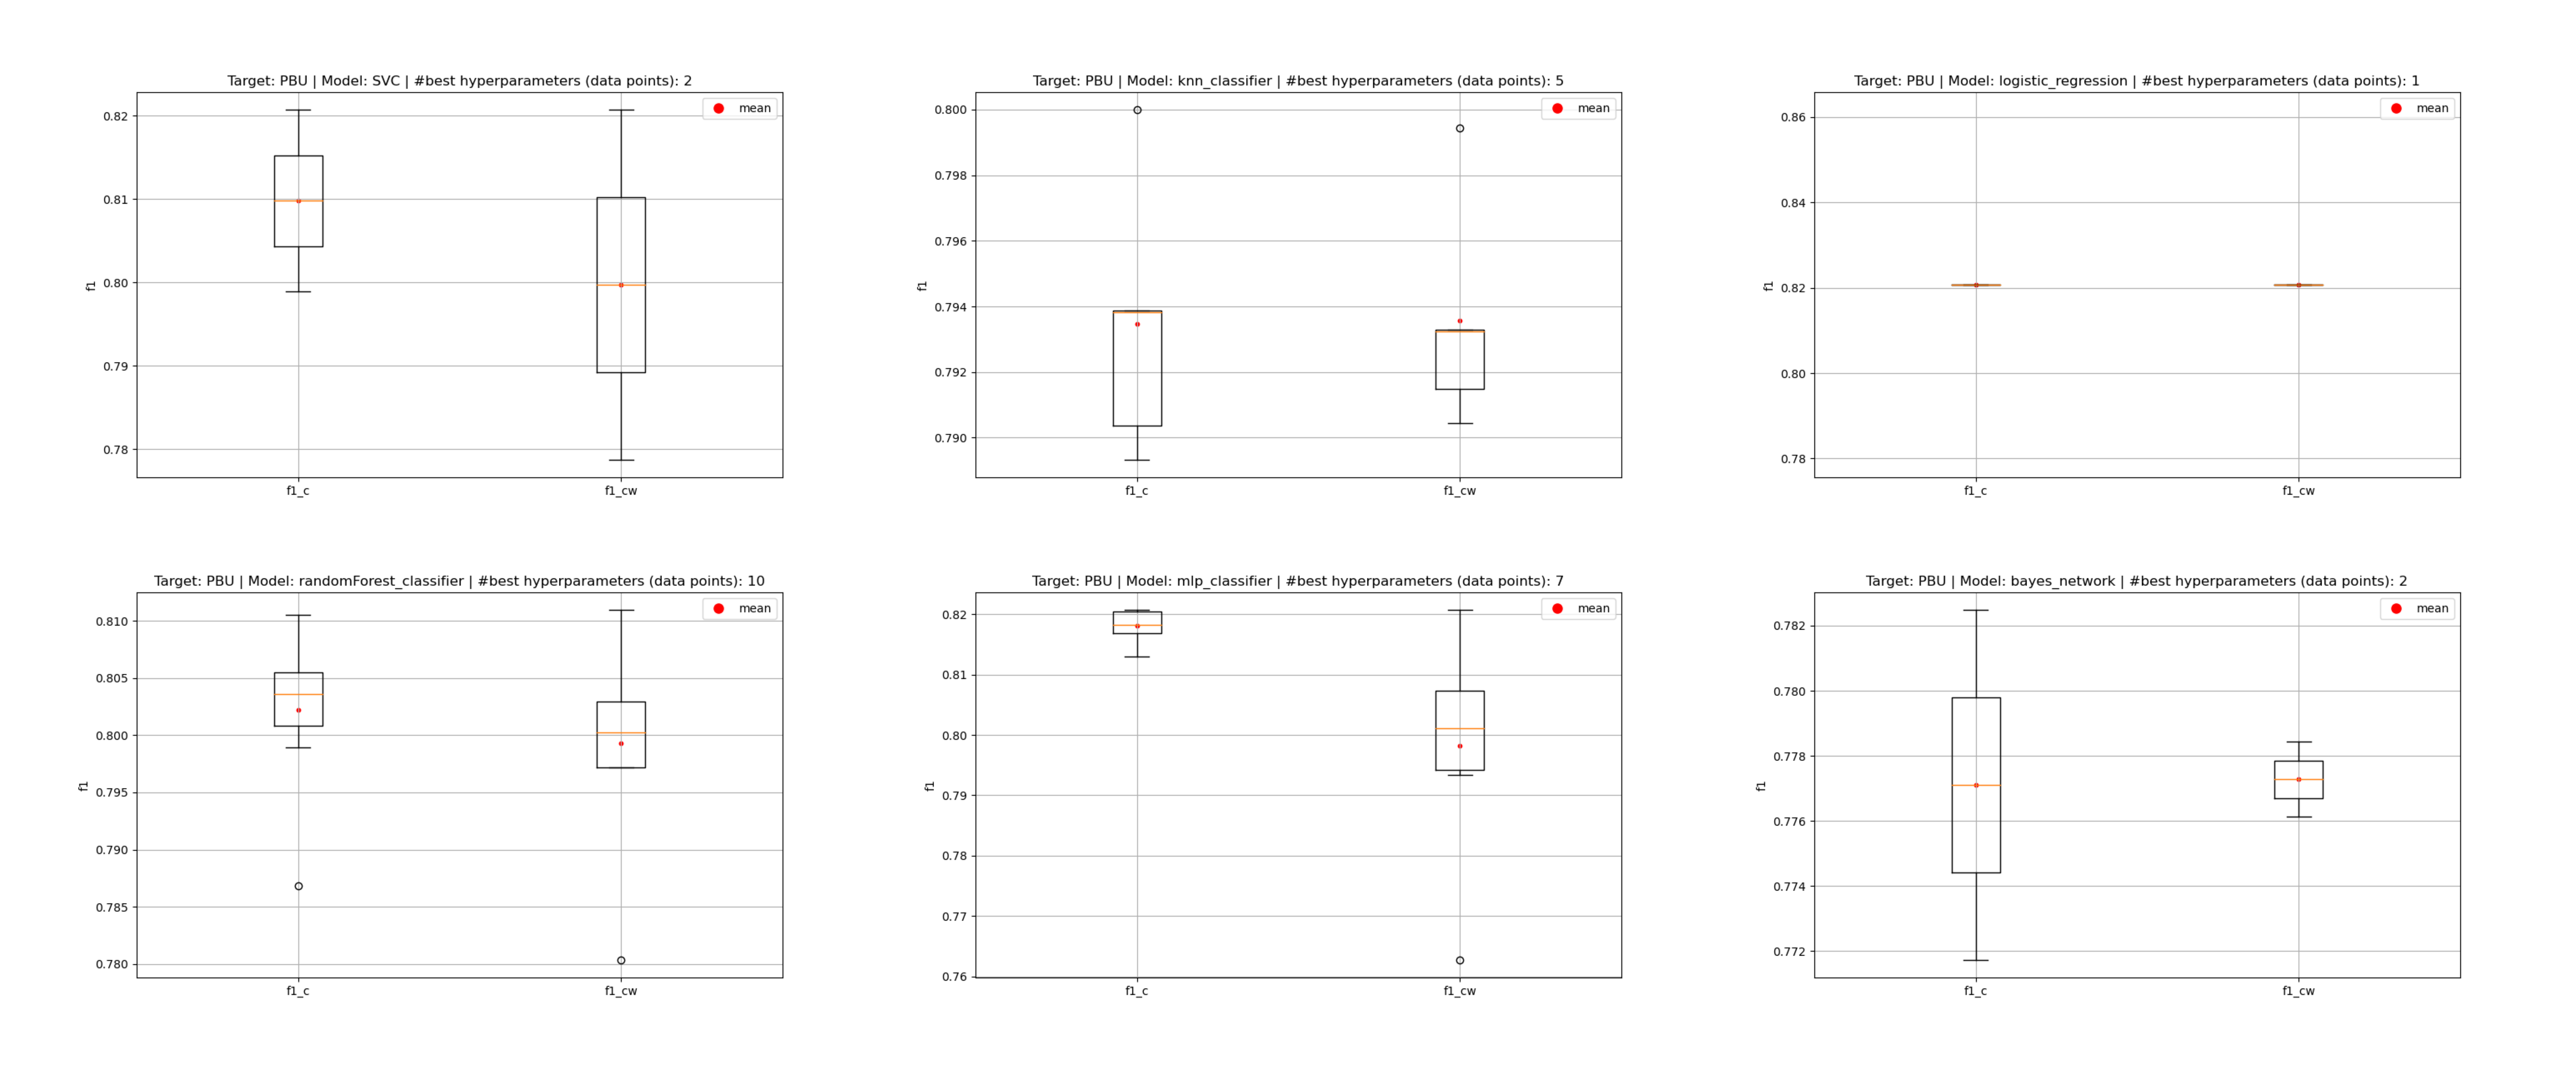 Target: PBU | Model: SVC | #best hyperparameters (data points): 2
mean
0.82
0.81
0.80
0.79
0.78
f1
f1_c
f1_cw
Target: PBU | Model: knn_classifier | #best hyperparameters (data points): 5
mean
0.800
0.798
0.796
0.794
0.792
0.790
f1
f1_c
f1_cw
Target: PBU | Model: logistic_regression | #best hyperparameters (data points): 1
mean
0.86
0.84
0.82
0.80
0.78
f1
f1_c
f1_cw
Target: PBU | Model: randomForest_classifier | #best hyperparameters (data points): 10
mean
0.810
0.805
0.800
0.795
0.790
0.785
0.780
f1
f1_c
f1_cw
Target: PBU | Model: mlp_classifier | #best hyperparameters (data points): 7
mean
0.82
0.81
0.80
0.79
0.78
0.77
0.76
f1
f1_c
f1_cw
Target: PBU | Model: bayes_network | #best hyperparameters (data points): 2
mean
0.782
0.780
0.778
0.776
0.774
0.772
f1
f1_c
f1_cw